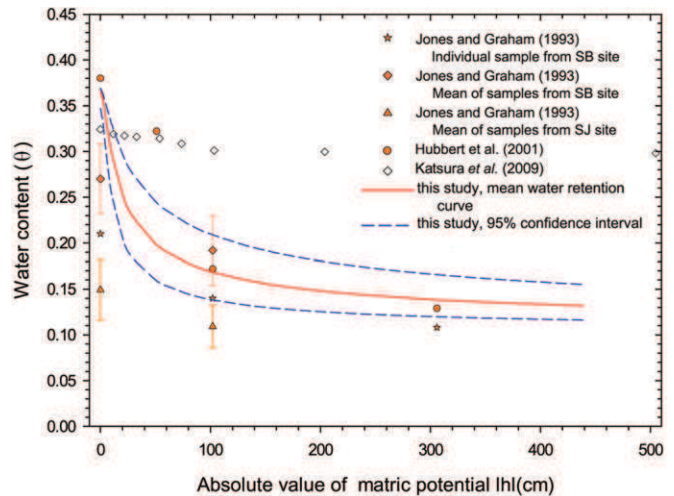 0.45
0.40
0.35
0.30
0.25
0.20
0.15
0.10
0.05
0.00
Water content (θ)
Jones and Graham (1993)
Individual sample from SB site
Jones and Graham (1993)
Mean of samples from SB site
Jones and Graham (1993)
Mean of samples from SJ site
Hubbert et al. (2001)
Katsura et al. (2009)
this study, mean water retention
curve
this study, 95% confidence interval
0 100 200 300 400 500
Absolute value of matric potential lhl(cm)